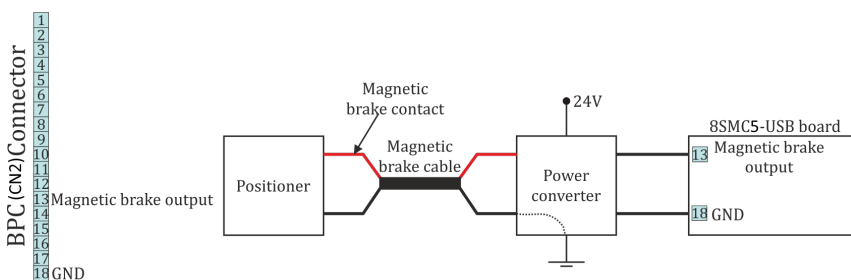 BPC(CN2)Connector
1
2
3
4
5
6
7
8
9
10
11
12
13 Magnetic brake output
14
15
16
17
18 GND
Positioner
Magnetic
brake contact
Magnetic
brake cable
24V
Power
converter
8SMC5-USB board
13 Magnetic brake
output
18 GND